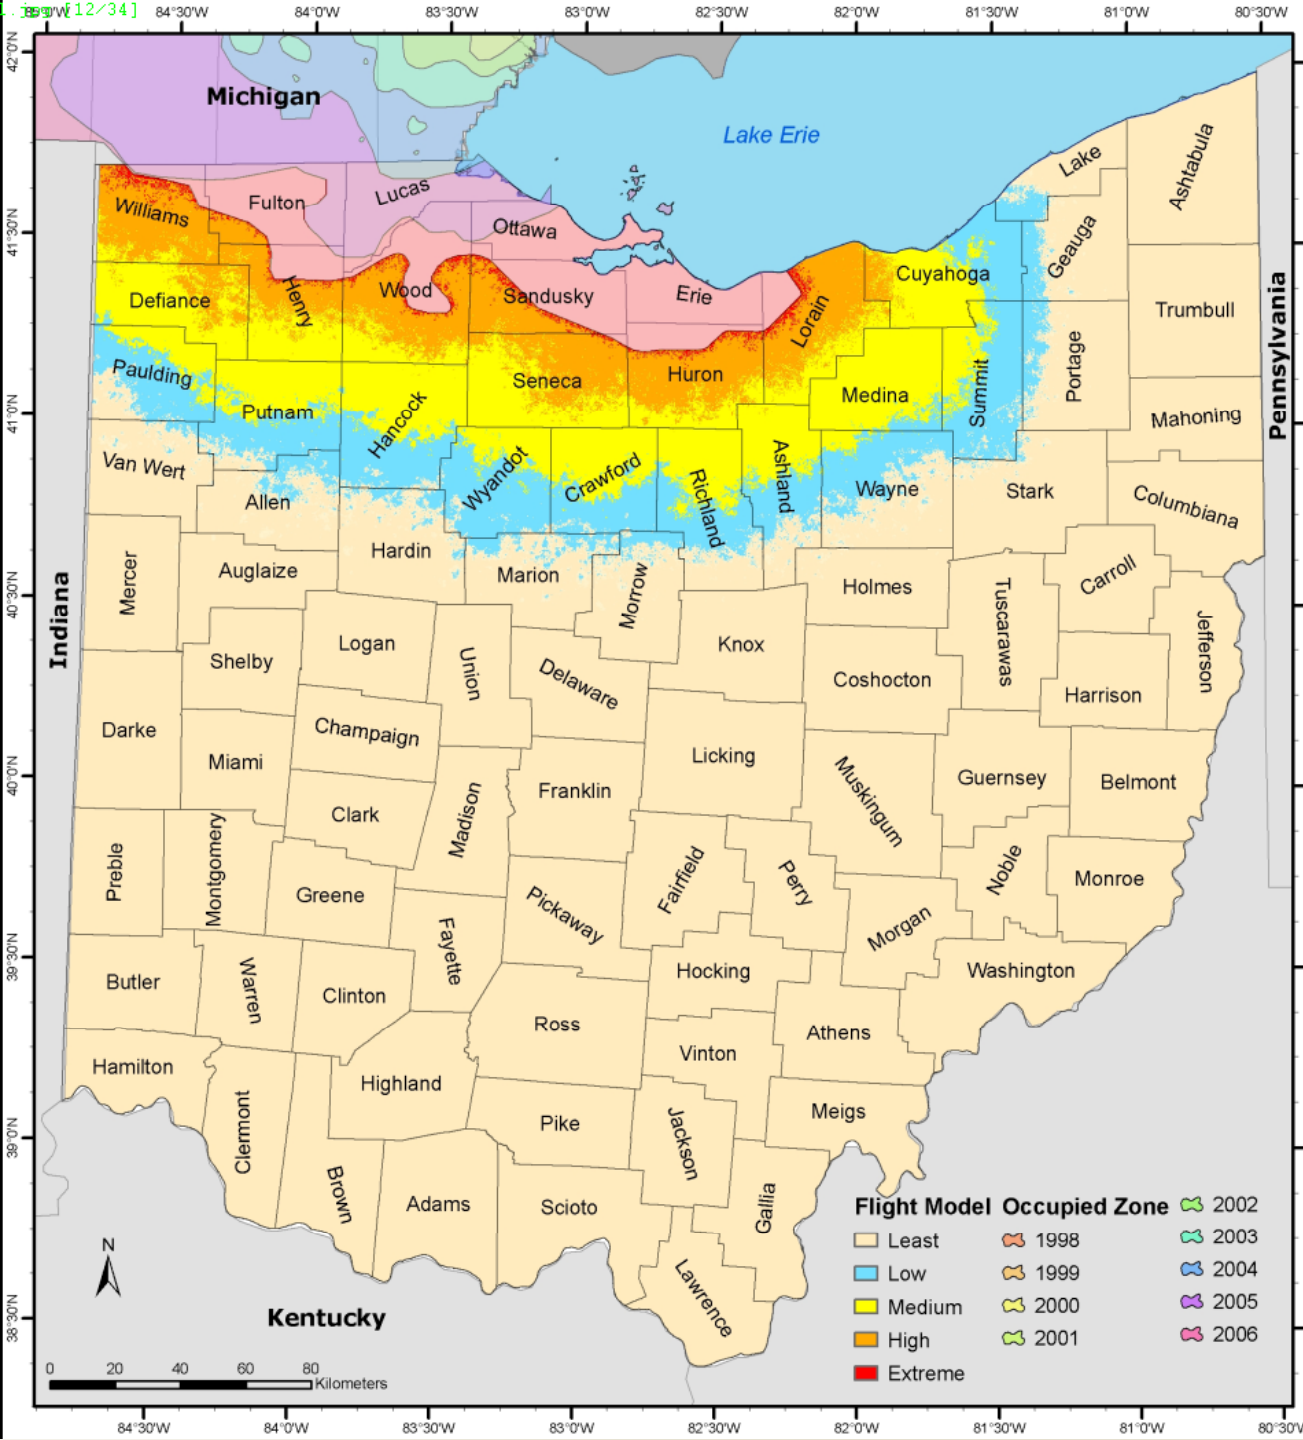 [12/34]
84°30'W 84°0'W 83°30'W 83°0'W 82°30'W 82°0'W 81°30'W 81°0'W 80°30'W
42°0'N
41°30'N
41°0'N
40°30'N
40°0'N
39°30'N
39°0'N
38°30'N
Michigan
Lake Erie
Indiana
Pennsylvania
Kentucky
Lake
Ashtabula
Lucas
Fulton
Williams
Ottawa
Geauga
Cuyahoga
Defiance
Henry
Wood
Sandusky
Erie
Lorain
Trumbull
Paulding
Seneca
Huron
Medina
Summit
Portage
Putnam
Hancock
Mahoning
Van Wert
Allen
Wyandot
Crawford
Richland
Ashland
Wayne
Stark
Columbiana
Mercer
Auglaize
Hardin
Marion
Morrow
Holmes
Tuscarawas
Carroll
Jefferson
Shelby
Logan
Union
Delaware
Knox
Coshocton
Harrison
Darke
Miami
Champaign
Licking
Muskingum
Guernsey
Belmont
Clark
Madison
Franklin
Preble
Montgomery
Greene
Fayette
Pickaway
Fairfield
Perry
Morgan
Noble
Monroe
Butler
Warren
Clinton
Ross
Hocking
Athens
Washington
Hamilton
Clermont
Highland
Vinton
Brown
Adams
Pike
Jackson
Meigs
Scioto
Gallia
Lawrence
N
0 20 40 60 80
Kilometers
Flight Model
Least
Low
Medium
High
Extreme
Occupied Zone
1998
1999
2000
2001
2002
2003
2004
2005
2006
84°30'W 84°0'W 83°30'W 83°0'W 82°30'W 82°0'W 81°30'W 81°0'W 80°30'W